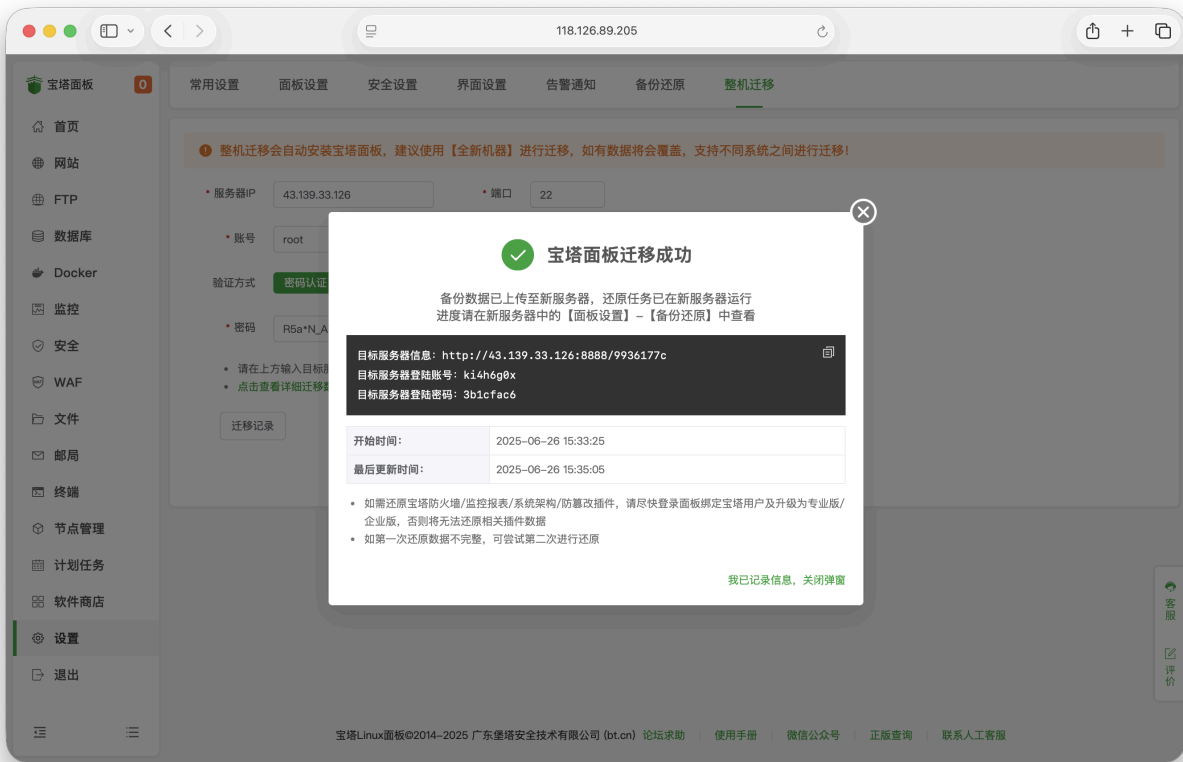 118.126.89.205
宝塔面板
0
常用设置
面板设置
安全设置
界面设置
告警通知
备份还原
整机迁移
首页
网站
FTP
数据库
Docker
监控
安全
WAF
文件
邮局
终端
节点管理
计划任务
软件商店
设置
退出
整机迁移会自动安装宝塔面板，建议使用【全新机器】进行迁移，如有数据将会覆盖，支持不同系统之间进行迁移！
* 服务器IP
43.139.33.126
* 端口
22
* 账号
root
验证方式
密码认证
* 密码
R5a*N_A
• 请在上方输入目标
• 点击查看详细迁移
迁移记录
宝塔面板迁移成功
备份数据已上传至新服务器，还原任务已在新服务器运行
进度请在新服务器中的【面板设置】-【备份还原】中查看
目标服务器信息: http://43.139.33.126:8888/9936177c
目标服务器登陆账号: ki4h6g0x
目标服务器登陆密码: 3b1cfac6
开始时间:
2025-06-26 15:33:25
最后更新时间:
2025-06-26 15:35:05
• 如需还原宝塔防火墙/监控报表/系统架构/防篡改插件，请尽快登录面板绑定宝塔用户及升级为专业版/
企业版，否则将无法还原相关插件数据
• 如第一次还原数据不完整，可尝试第二次进行还原
我已记录信息，关闭弹窗
客服
评价
宝塔Linux面板©2014-2025 广东堡塔安全技术有限公司 (bt.cn) 论坛求助 | 使用手册 | 微信公众号 | 正版查询 | 联系人工客服